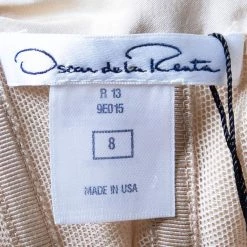 Oscar de la Renta
R 13
9E015
8
MADE IN USA